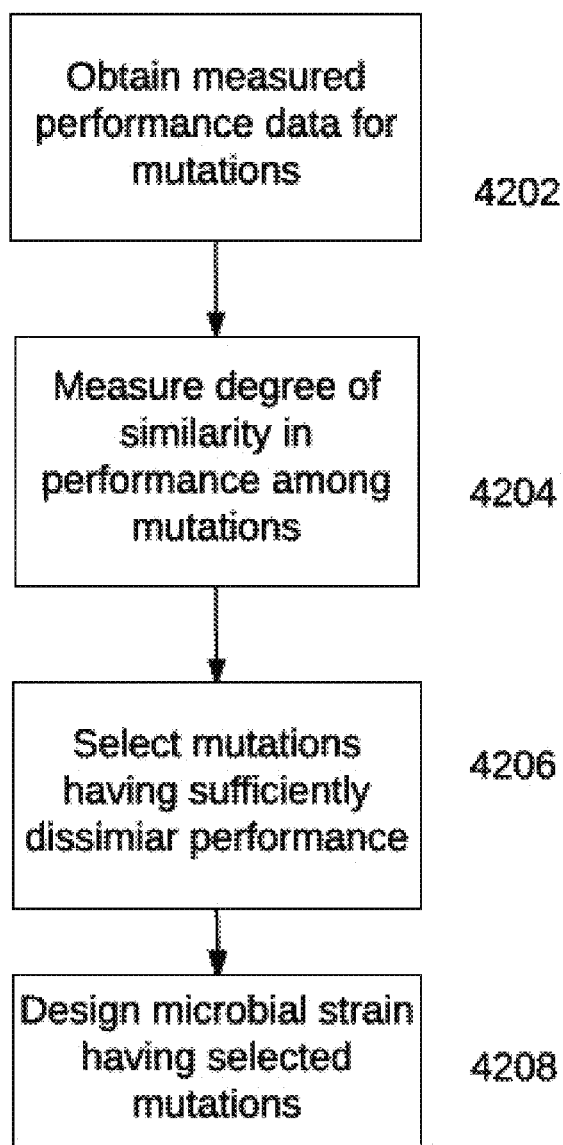 Obtain measured
performance data for
mutations
4202
Measure degree of
similarity in
performance among
mutations
4204
Select mutations
having sufficiently
dissimiar performance
4206
Design microbial strain
having selected
mutations
4208